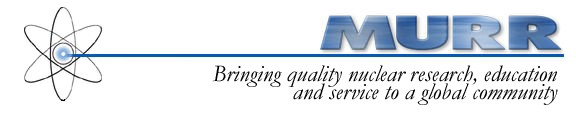 MURR
Bringing quality nuclear research, education
and service to a global community